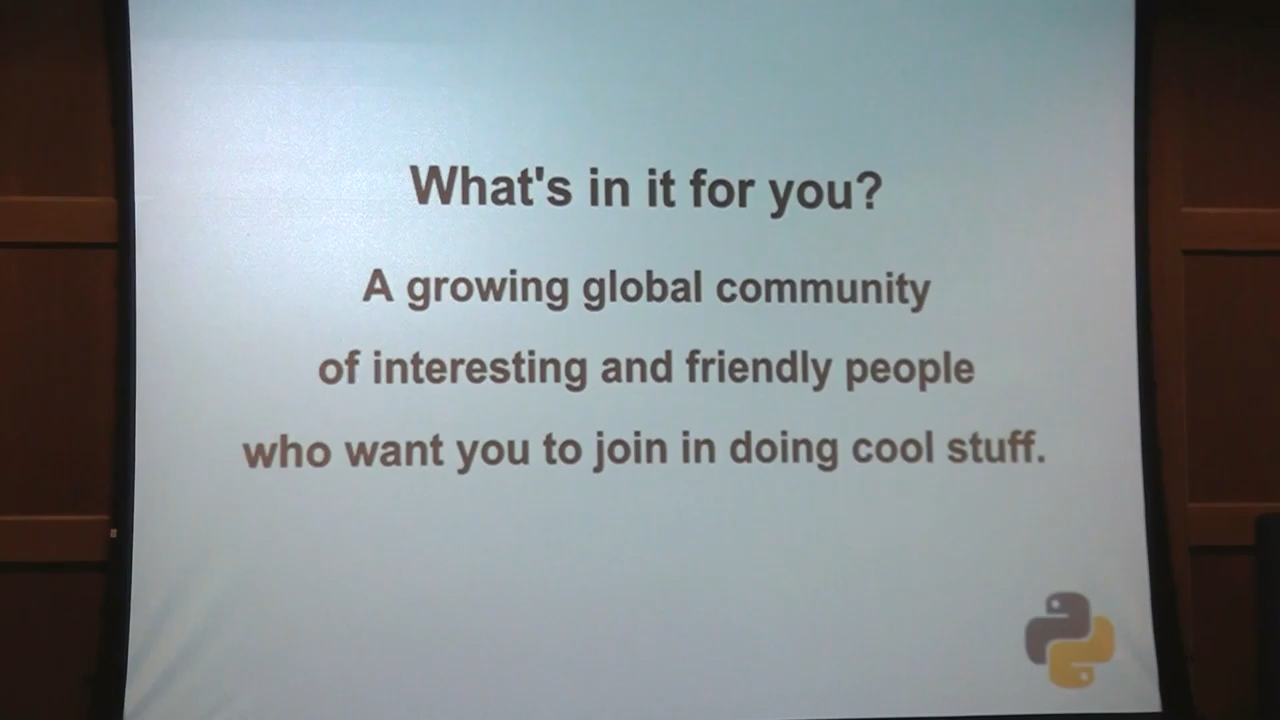 What's in it for you?
A growing global community
of interesting and friendly people
who want you to join in doing cool stuff.